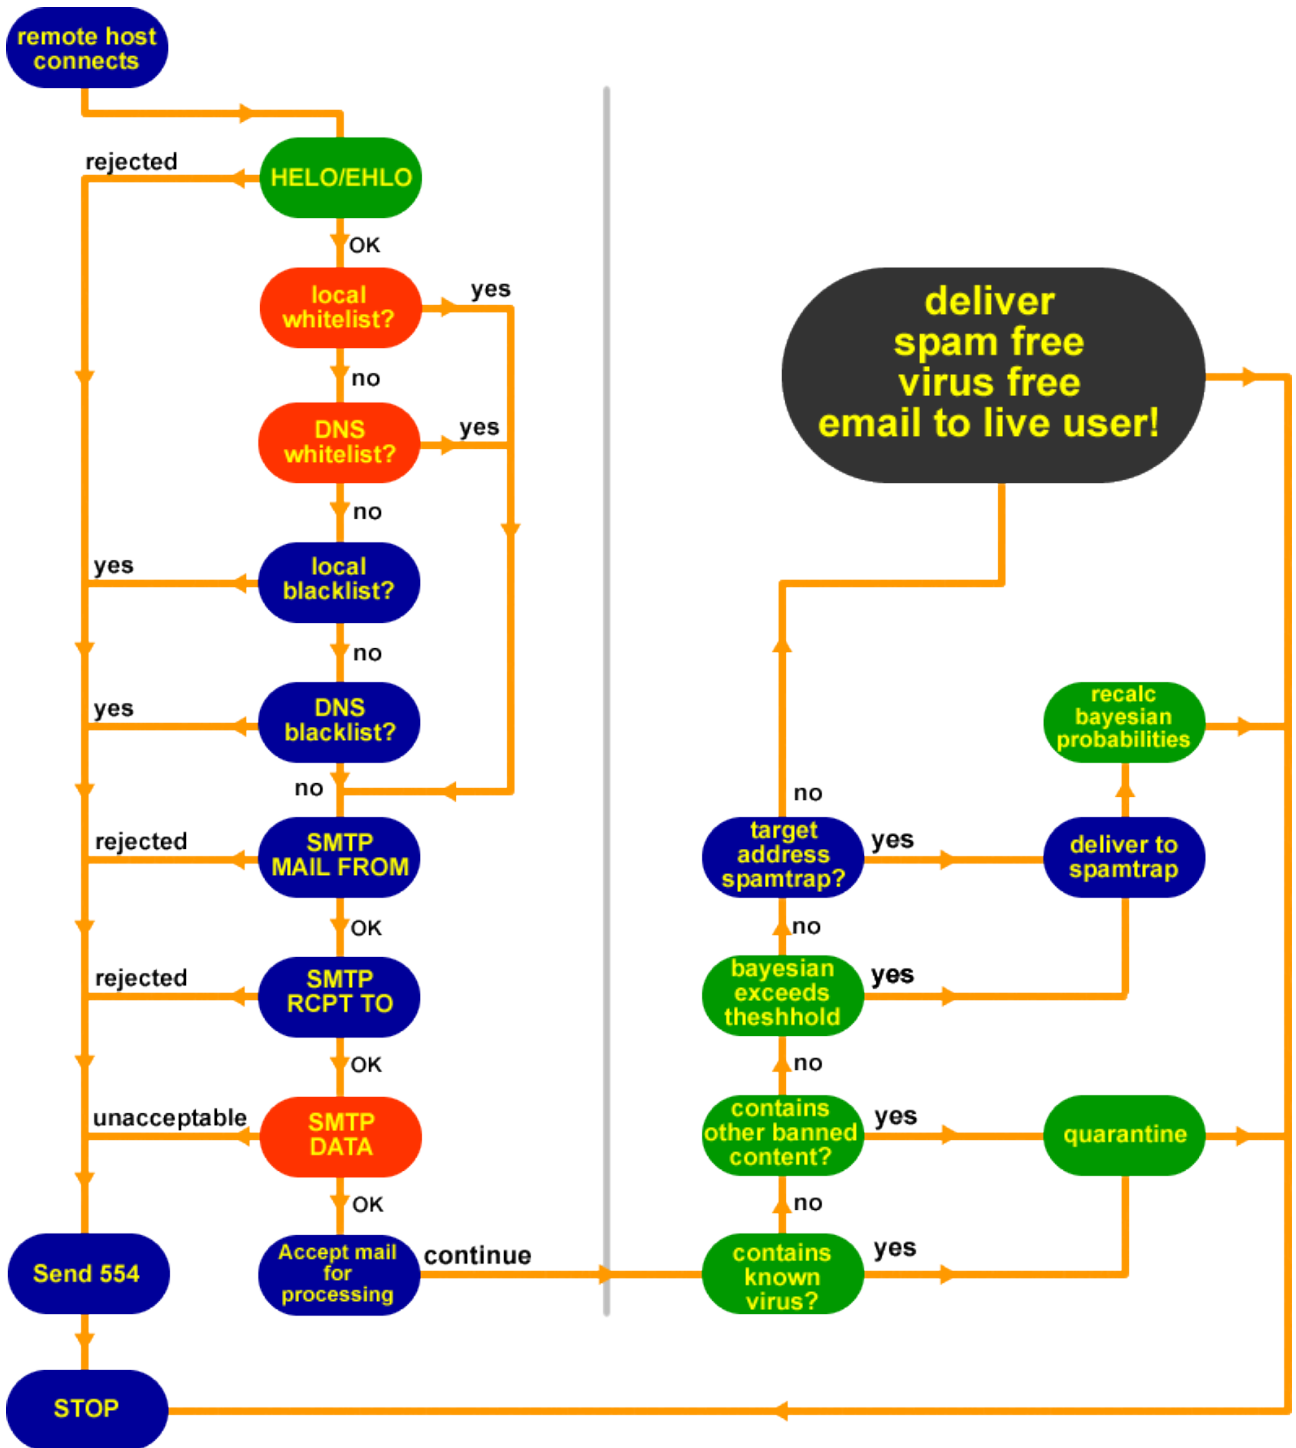 remote host
connects
rejected
HELO/EHLO
OK
local
whitelist?
yes
no
DNS
whitelist?
yes
no
local
blacklist?
yes
no
DNS
blacklist?
yes
no
SMTP
MAIL FROM
rejected
OK
SMTP
RCPT TO
rejected
OK
SMTP
DATA
unacceptable
OK
Send 554
Accept mail
for
processing
continue
STOP
deliver
spam free
virus free
email to live user!
recalc
bayesian
probabilities
no
target
address
spamtrap?
yes
deliver to
spamtrap
no
bayesian
exceeds
theshhold
yes
no
contains
other banned
content?
yes
quarantine
no
contains
known
virus?
yes